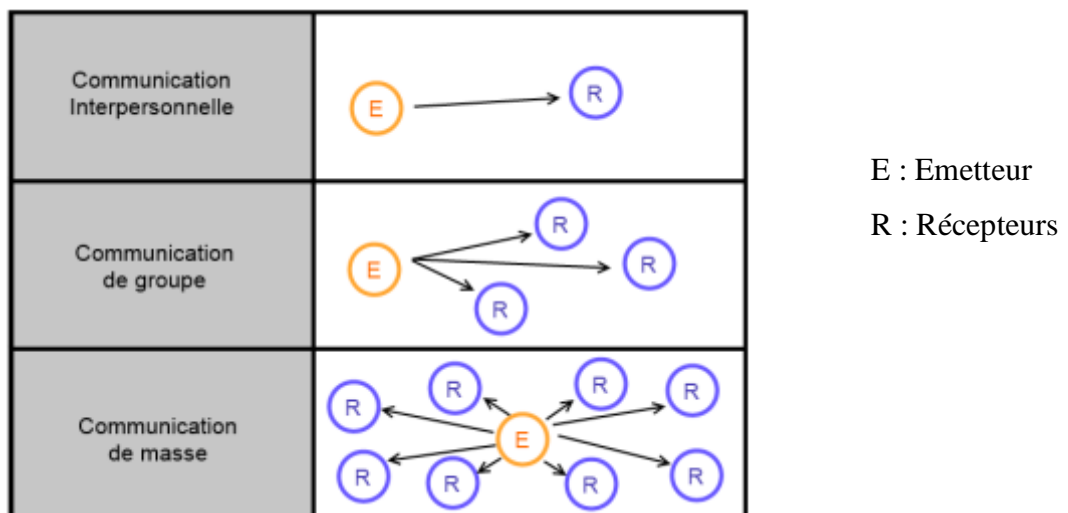 Communication
Interpersonnelle
E
R
E : Emetteur
R : Récepteurs
Communication
de groupe
E
R
R
R
Communication
de masse
R
R
R
R
E
R
R
R
R